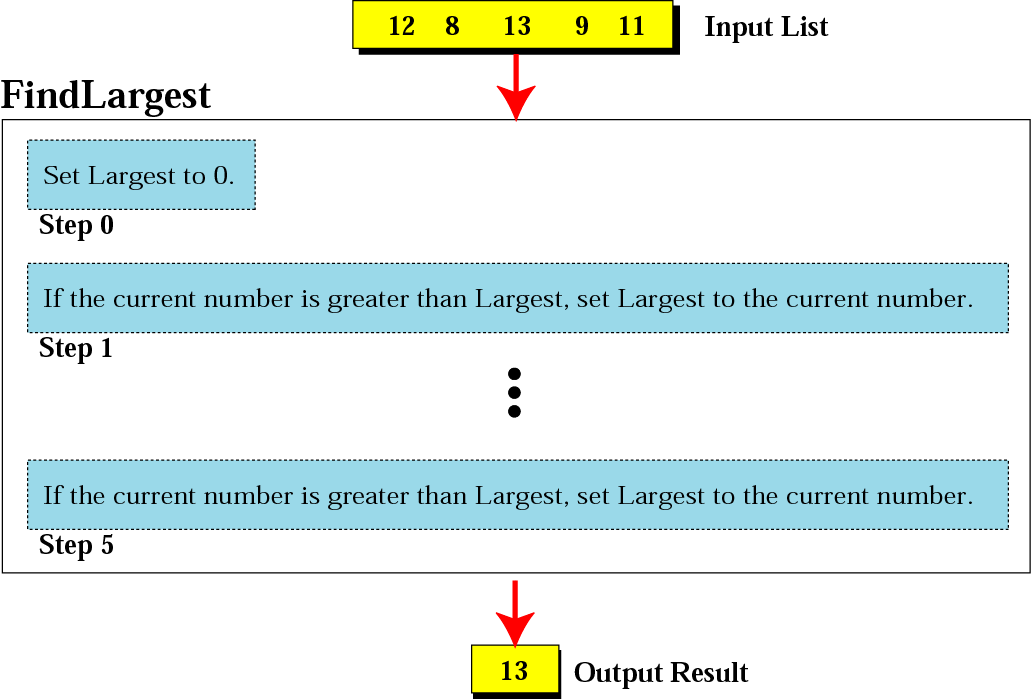 12 8 13 9 11 Input List
FindLargest
Set Largest to 0.
Step 0
If the current number is greater than Largest, set Largest to the current number.
Step 1
If the current number is greater than Largest, set Largest to the current number.
Step 5
13 Output Result